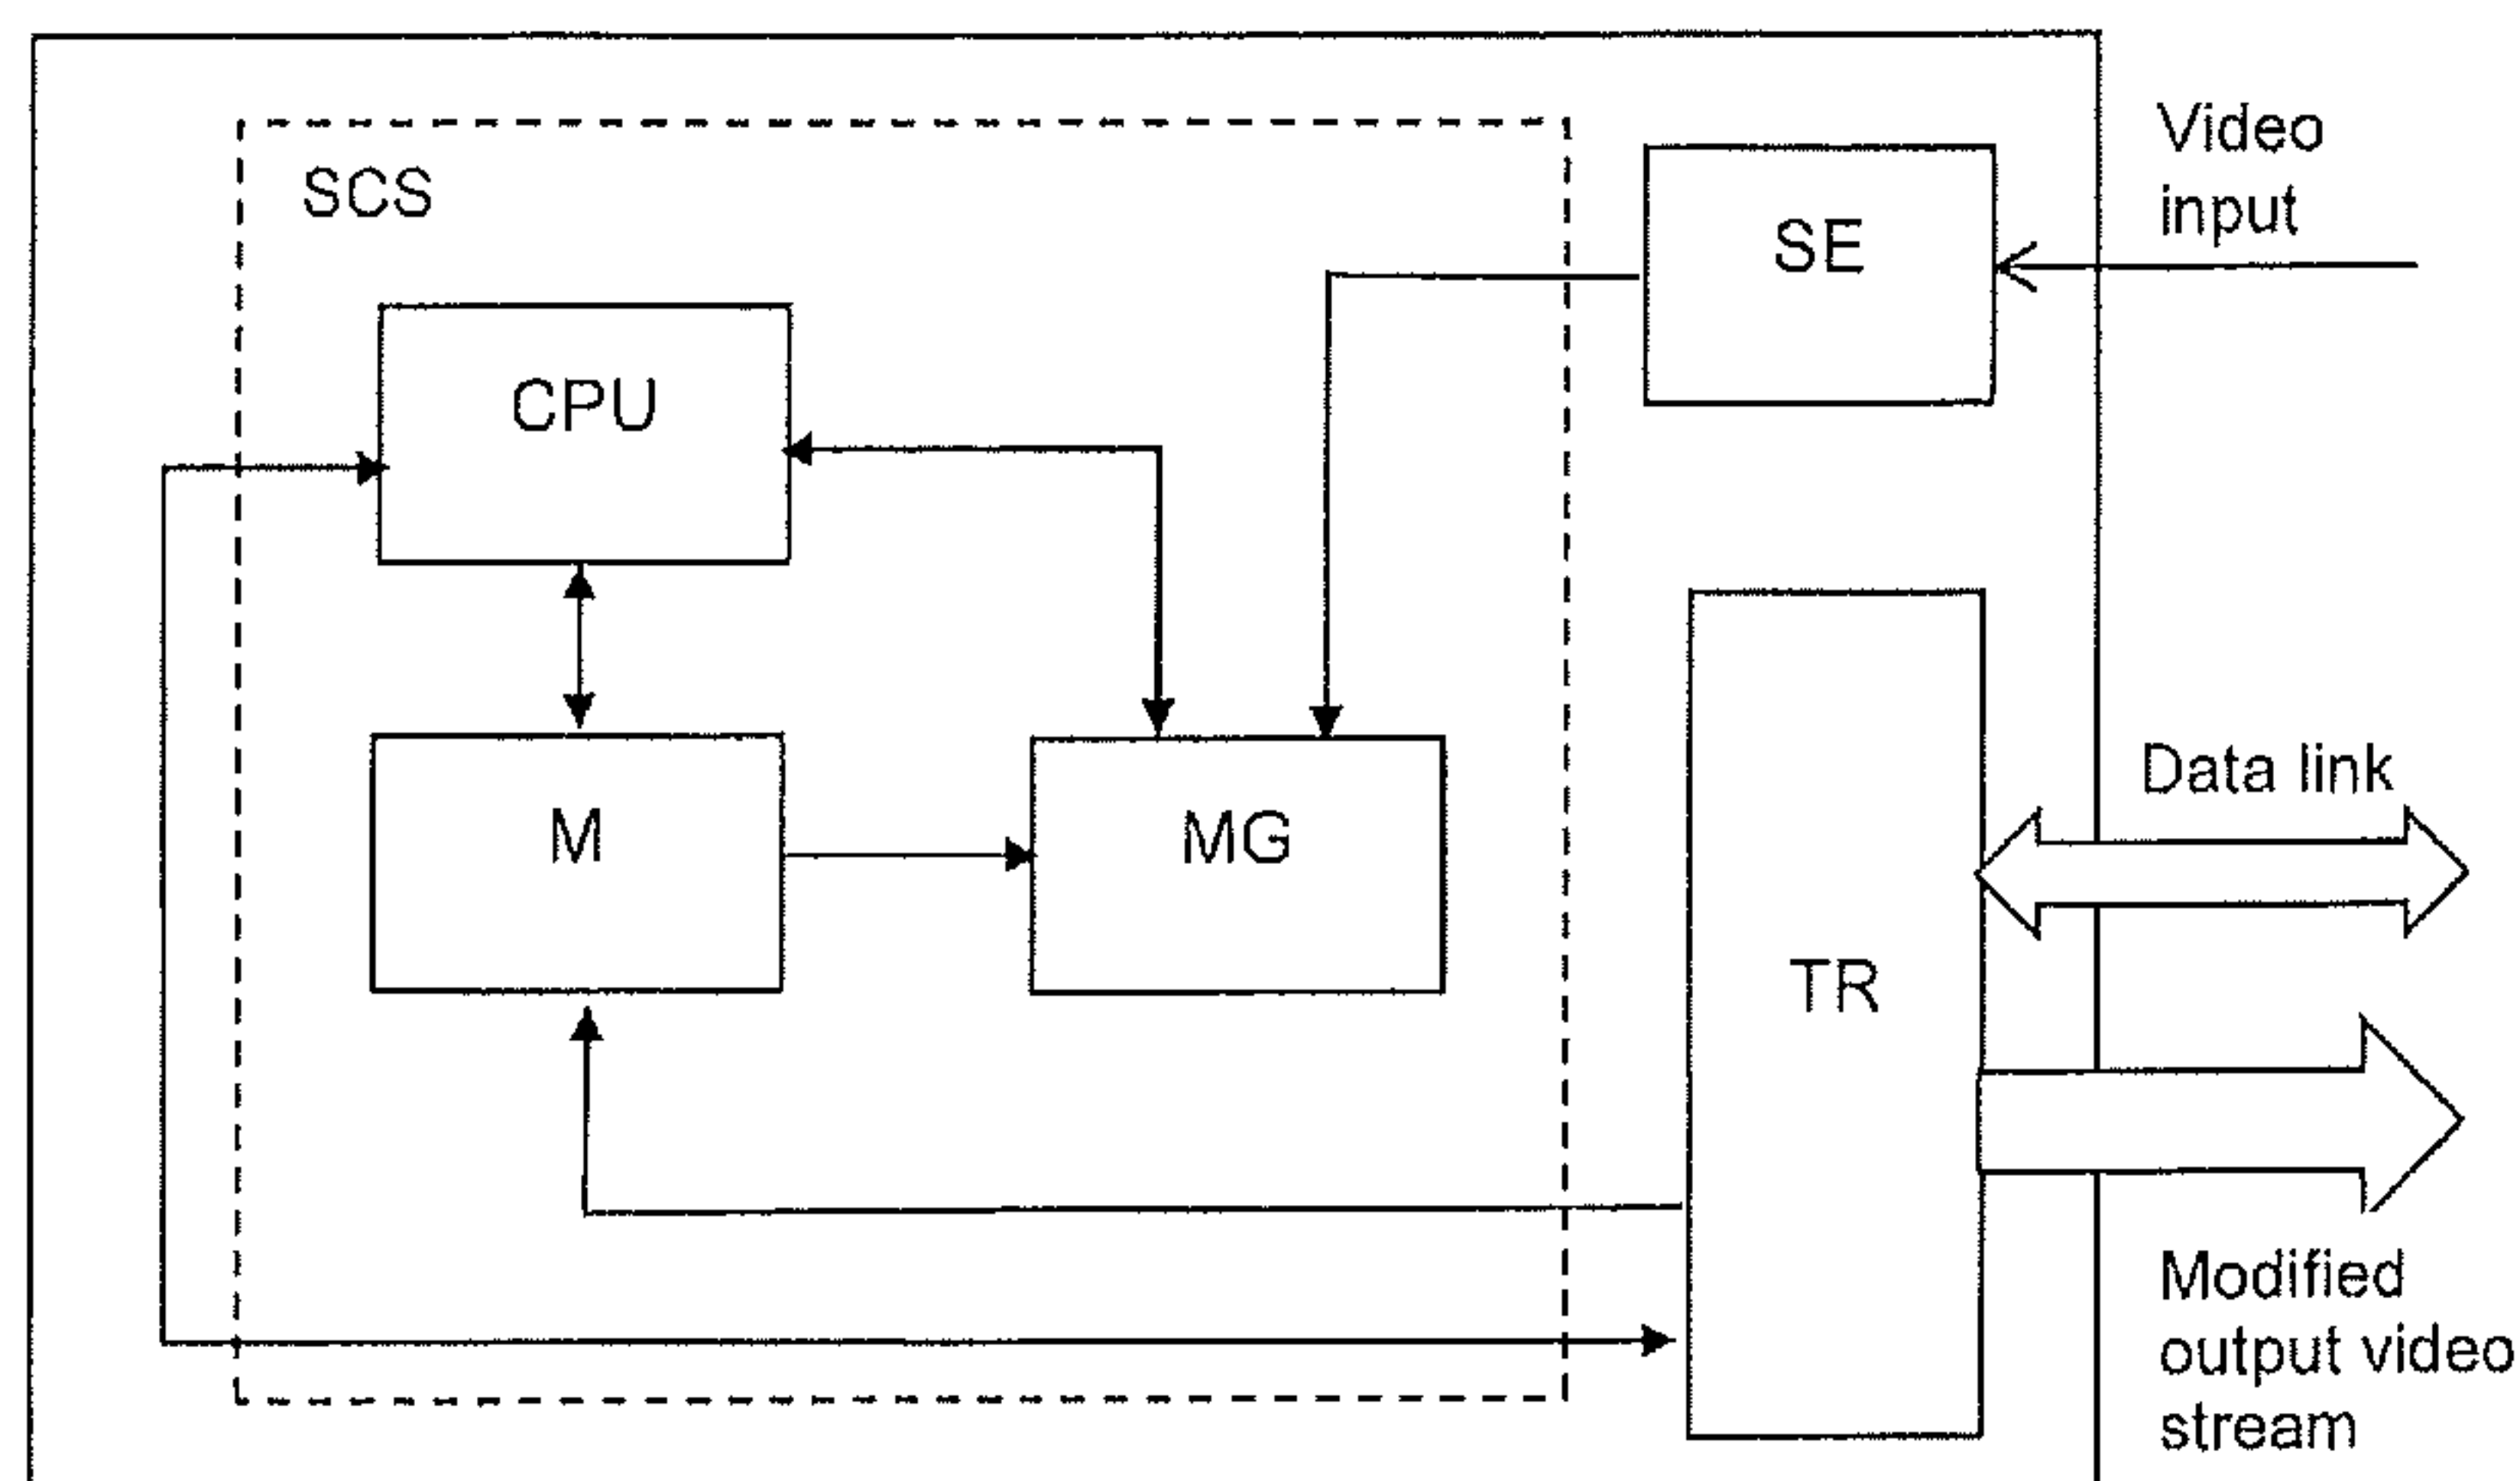 Video
input
SCS
SE
CPU
Data link
M
MG
TR
Modified
output video
stream